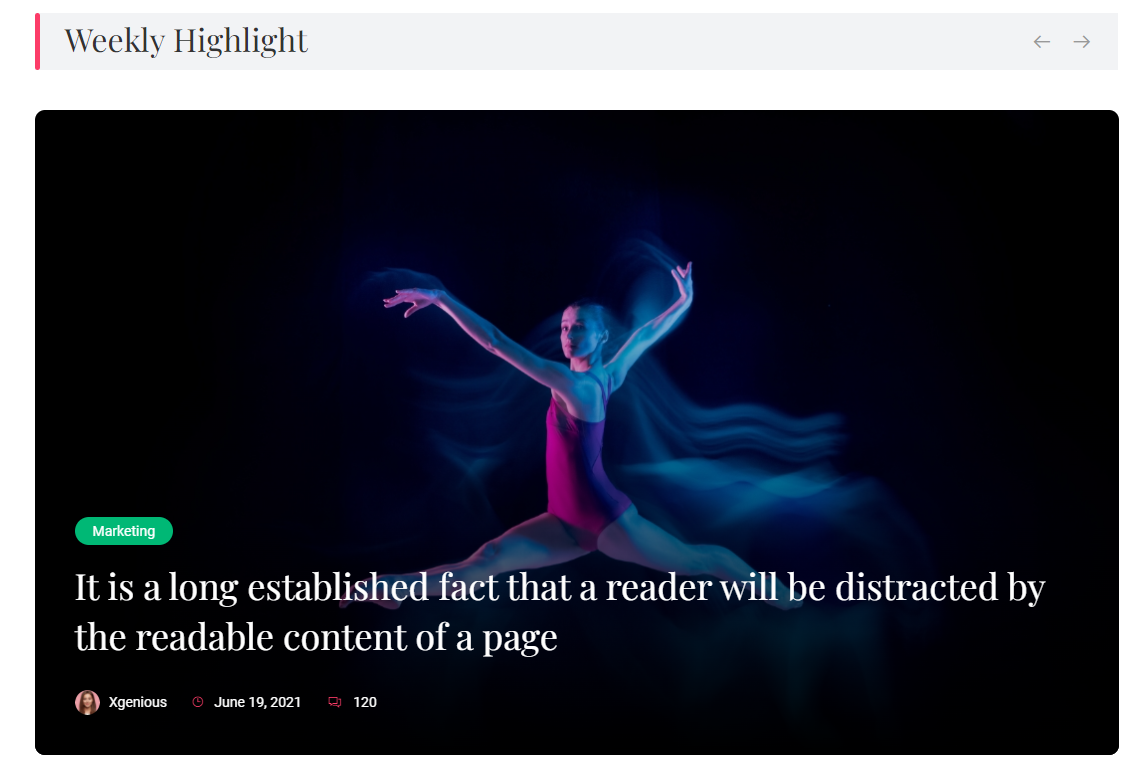 Weekly Highlight
Marketing
It is a long established fact that a reader will be distracted by
the readable content of a page
Xgenious June 19, 2021 120